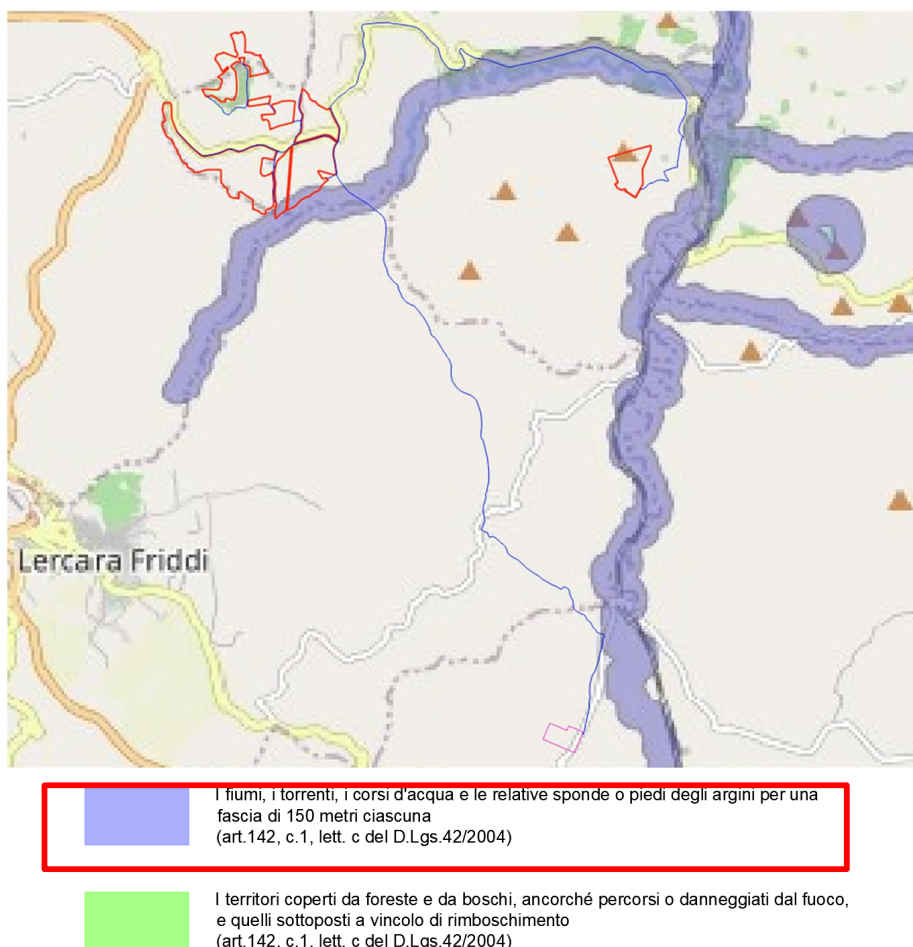 Lercara Friddi
I fiumi, i torrenti, i corsi d'acqua e le relative sponde o piedi degli argini per una
fascia di 150 metri ciascuna
(art.142, c.1, lett. c del D.Lgs.42/2004)
I territori coperti da foreste e da boschi, ancorché percorsi o danneggiati dal fuoco,
e quelli sottoposti a vincolo di rimboschimento
(art.142, c.1, lett. c del D.Lgs.42/2004)